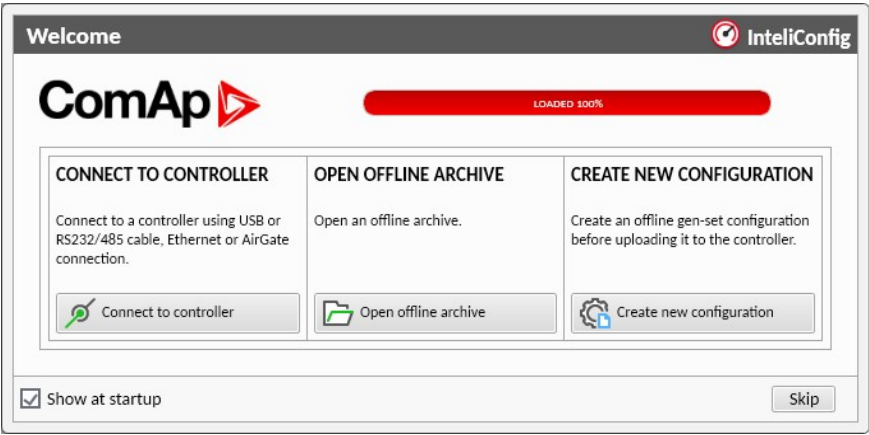 Welcome
InteliConfig
ComAp
LOADED 100%
CONNECT TO CONTROLLER
Connect to a controller using USB or
RS232/485 cable, Ethernet or AirGate
connection.
Connect to controller
OPEN OFFLINE ARCHIVE
Open an offline archive.
Open offline archive
CREATE NEW CONFIGURATION
Create an offline gen-set configuration
before uploading it to the controller.
Create new configuration
Show at startup
Skip